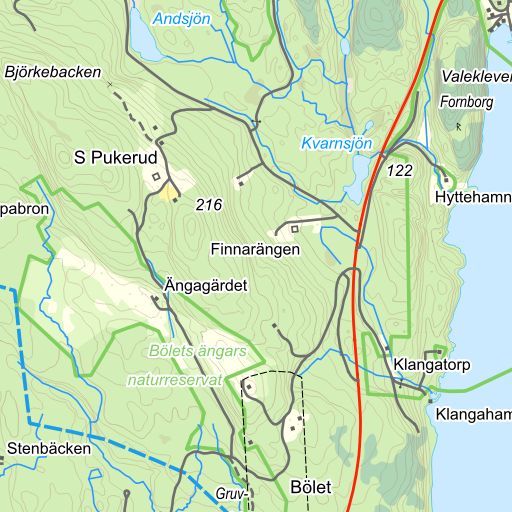 Andsjön
Björkebacken
Valekleven
Fornborg
Kvarnsjön
S Pukerud
122
Hyttehamn
216
pabron
Finnarängen
Ängagärdet
Bölets ängars
naturreservat
Klangatorp
Klangaham
Stenbäcken
Bölet
Gruv-